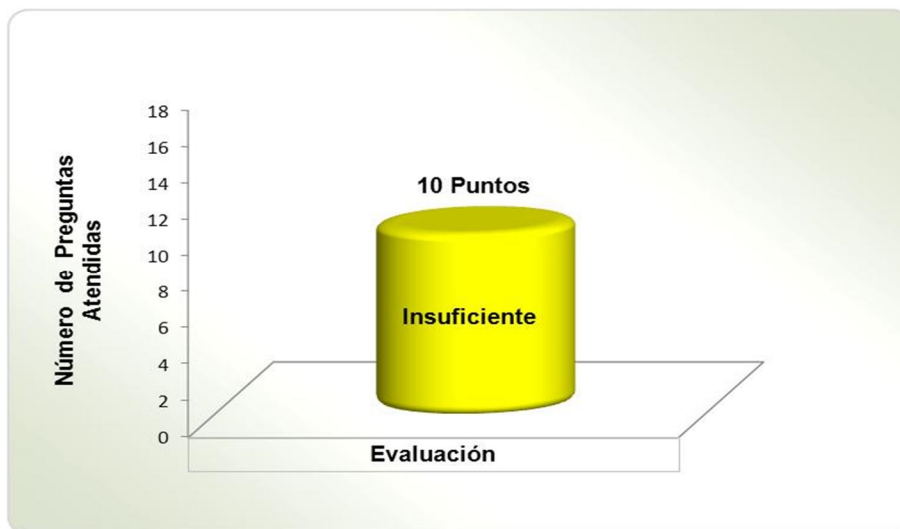 Número de Preguntas
Atendidas
18
16
14
12
10
8
6
4
2
0
10 Puntos
Insuficiente
Evaluación